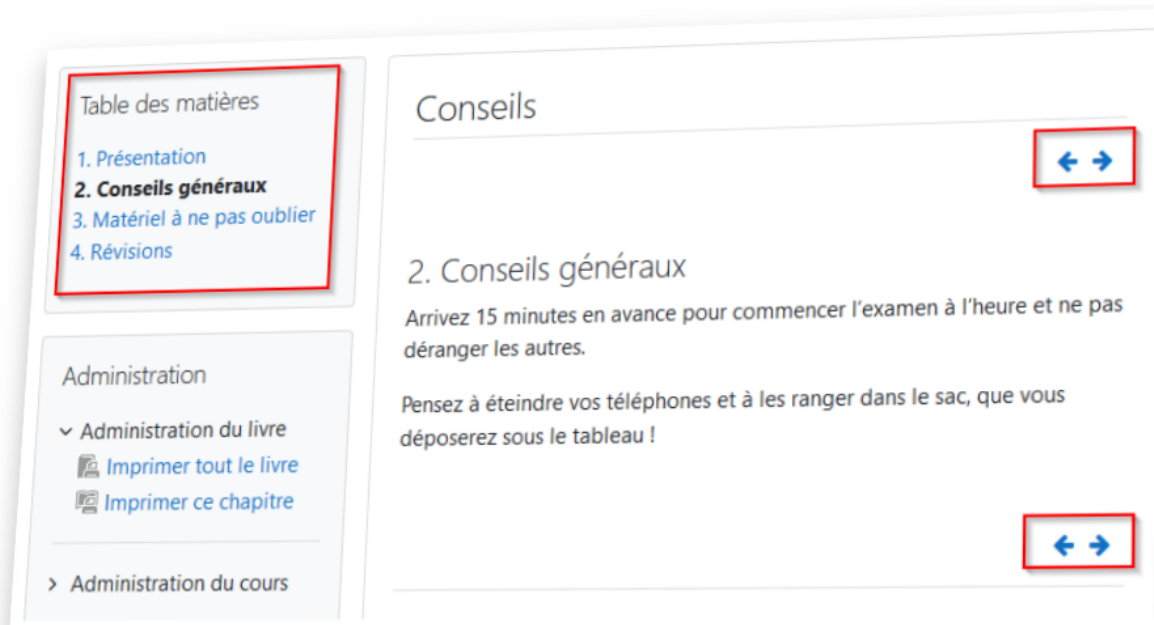 Table des matières
1. Présentation
2. Conseils généraux
3. Matériel à ne pas oublier
4. Révisions
Administration
Administration du livre
Imprimer tout le livre
Imprimer ce chapitre
Administration du cours
Conseils
2. Conseils généraux
Arrivez 15 minutes en avance pour commencer l'examen à l'heure et ne pas
déranger les autres.
Pensez à éteindre vos téléphones et à les ranger dans le sac, que vous
déposerez sous le tableau !